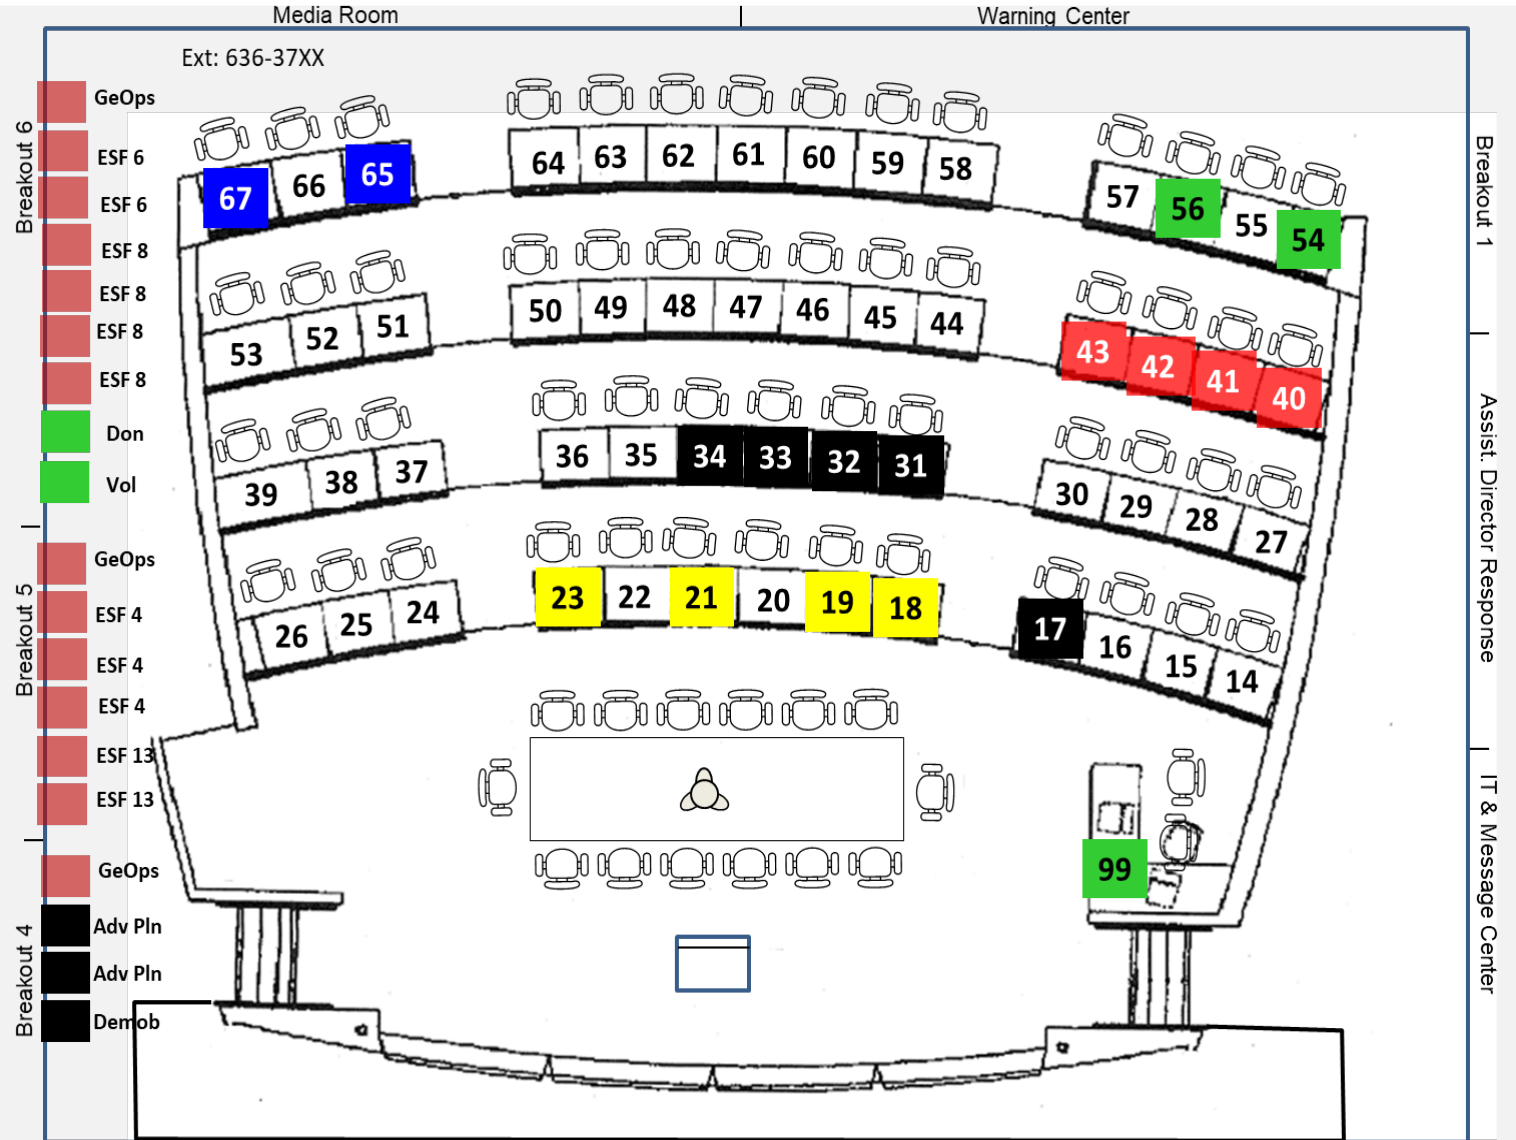 Media Room
Warning Center
Ext: 636-37XX
Breakout 6
GeOps
ESF 6
ESF 6
ESF 8
ESF 8
ESF 8
ESF 8
Don
Vol
Breakout 5
GeOps
ESF 4
ESF 4
ESF 4
ESF 13
ESF 13
Breakout 4
GeOps
Adv Pln
Adv Pln
Demob
67 66 65
64 63 62 61 60 59 58
57 56 55 54
53 52 51
50 49 48 47 46 45 44
43 42 41 40
39 38 37
36 35 34 33 32 31
30 29 28 27
26 25 24
23 22 21 20 19 18
17 16 15 14
99
Breakout 1
Assist. Director Response
IT & Message Center